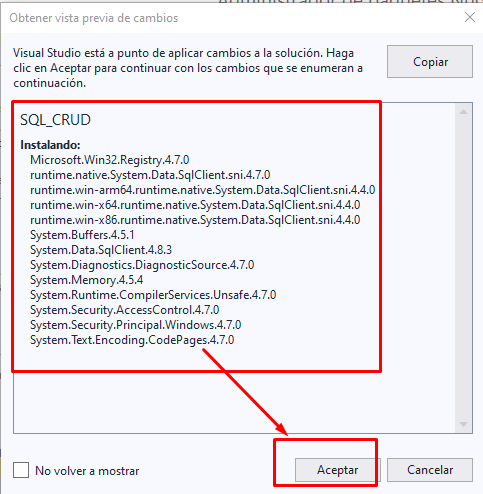 Obtener vista previa de cambios
Visual Studio está a punto de aplicar cambios a la solución. Haga
clic en Aceptar para continuar con los cambios que se enumeran a
continuación.
Copiar
SQL_CRUD
Instalando:
Microsoft.Win32.Registry.4.7.0
runtime.native.System.Data.SqlClient.sni.4.7.0
runtime.win-arm64.runtime.native.System.Data.SqlClient.sni.4.4.0
runtime.win-x64.runtime.native.System.Data.SqlClient.sni.4.4.0
runtime.win-x86.runtime.native.System.Data.SqlClient.sni.4.4.0
System.Buffers.4.5.1
System.Data.SqlClient.4.8.3
System.Diagnostics.DiagnosticSource.4.7.0
System.Memory.4.5.4
System.Runtime.CompilerServices.Unsafe.4.7.0
System.Security.AccessControl.4.7.0
System.Security.Principal.Windows.4.7.0
System.Text.Encoding.CodePages.4.7.0
No volver a mostrar
Aceptar
Cancelar